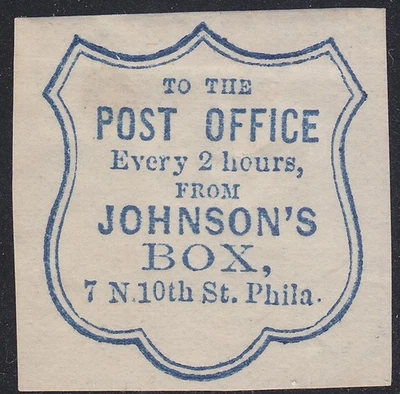 TO THE
POST OFFICE
Every 2 hours,
FROM
JOHNSON'S
BOX,
7 N. 10th St. Phila.